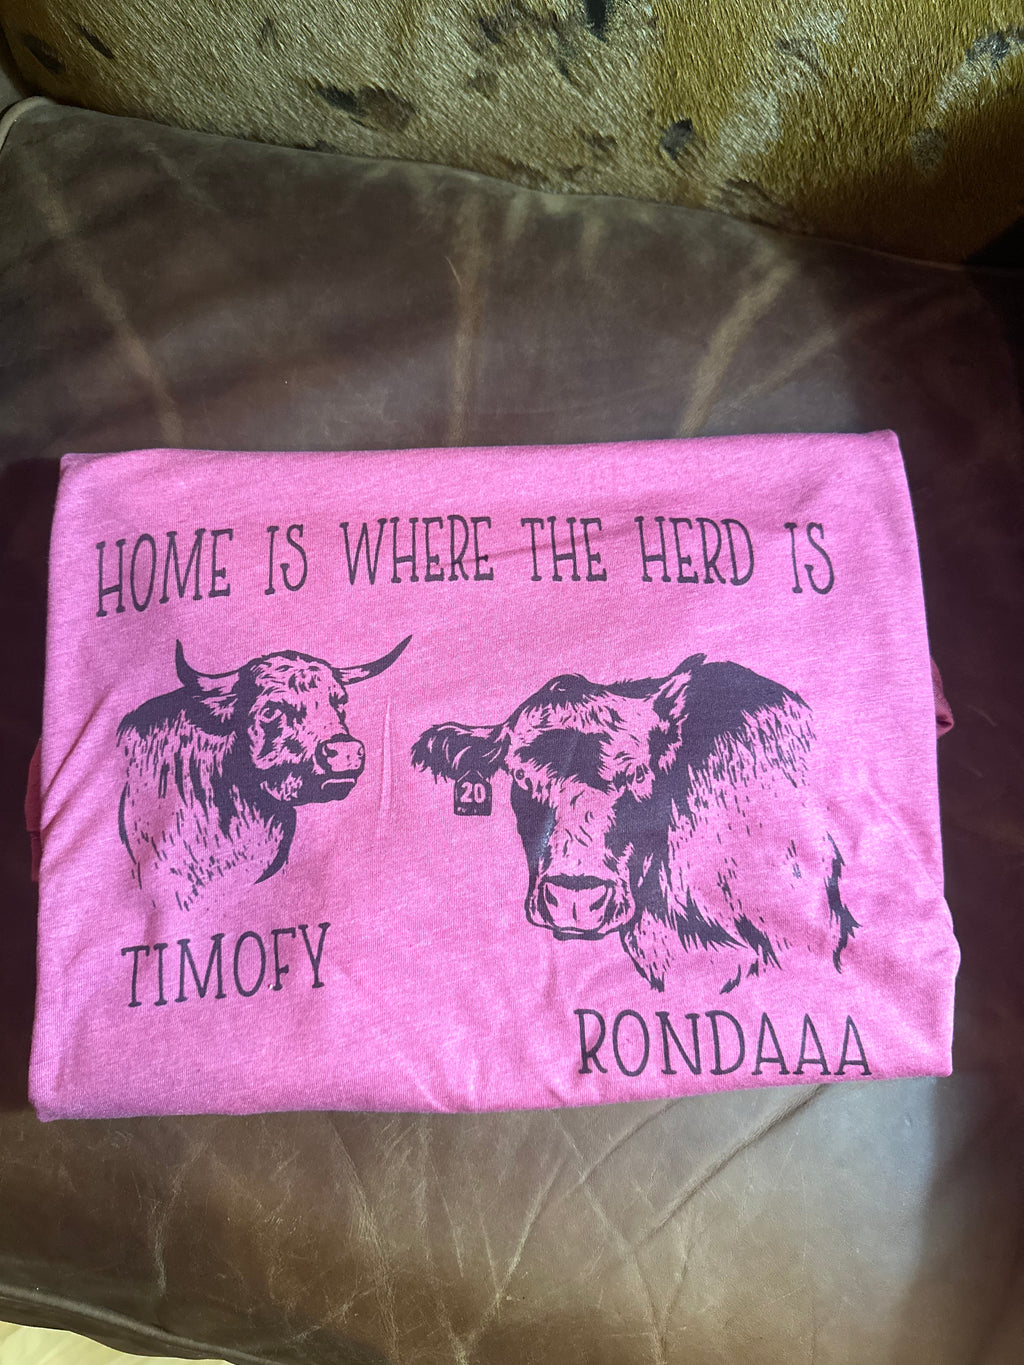 HOME IS WHERE THE HERD IS
20
TIMOFY
RONDAAA